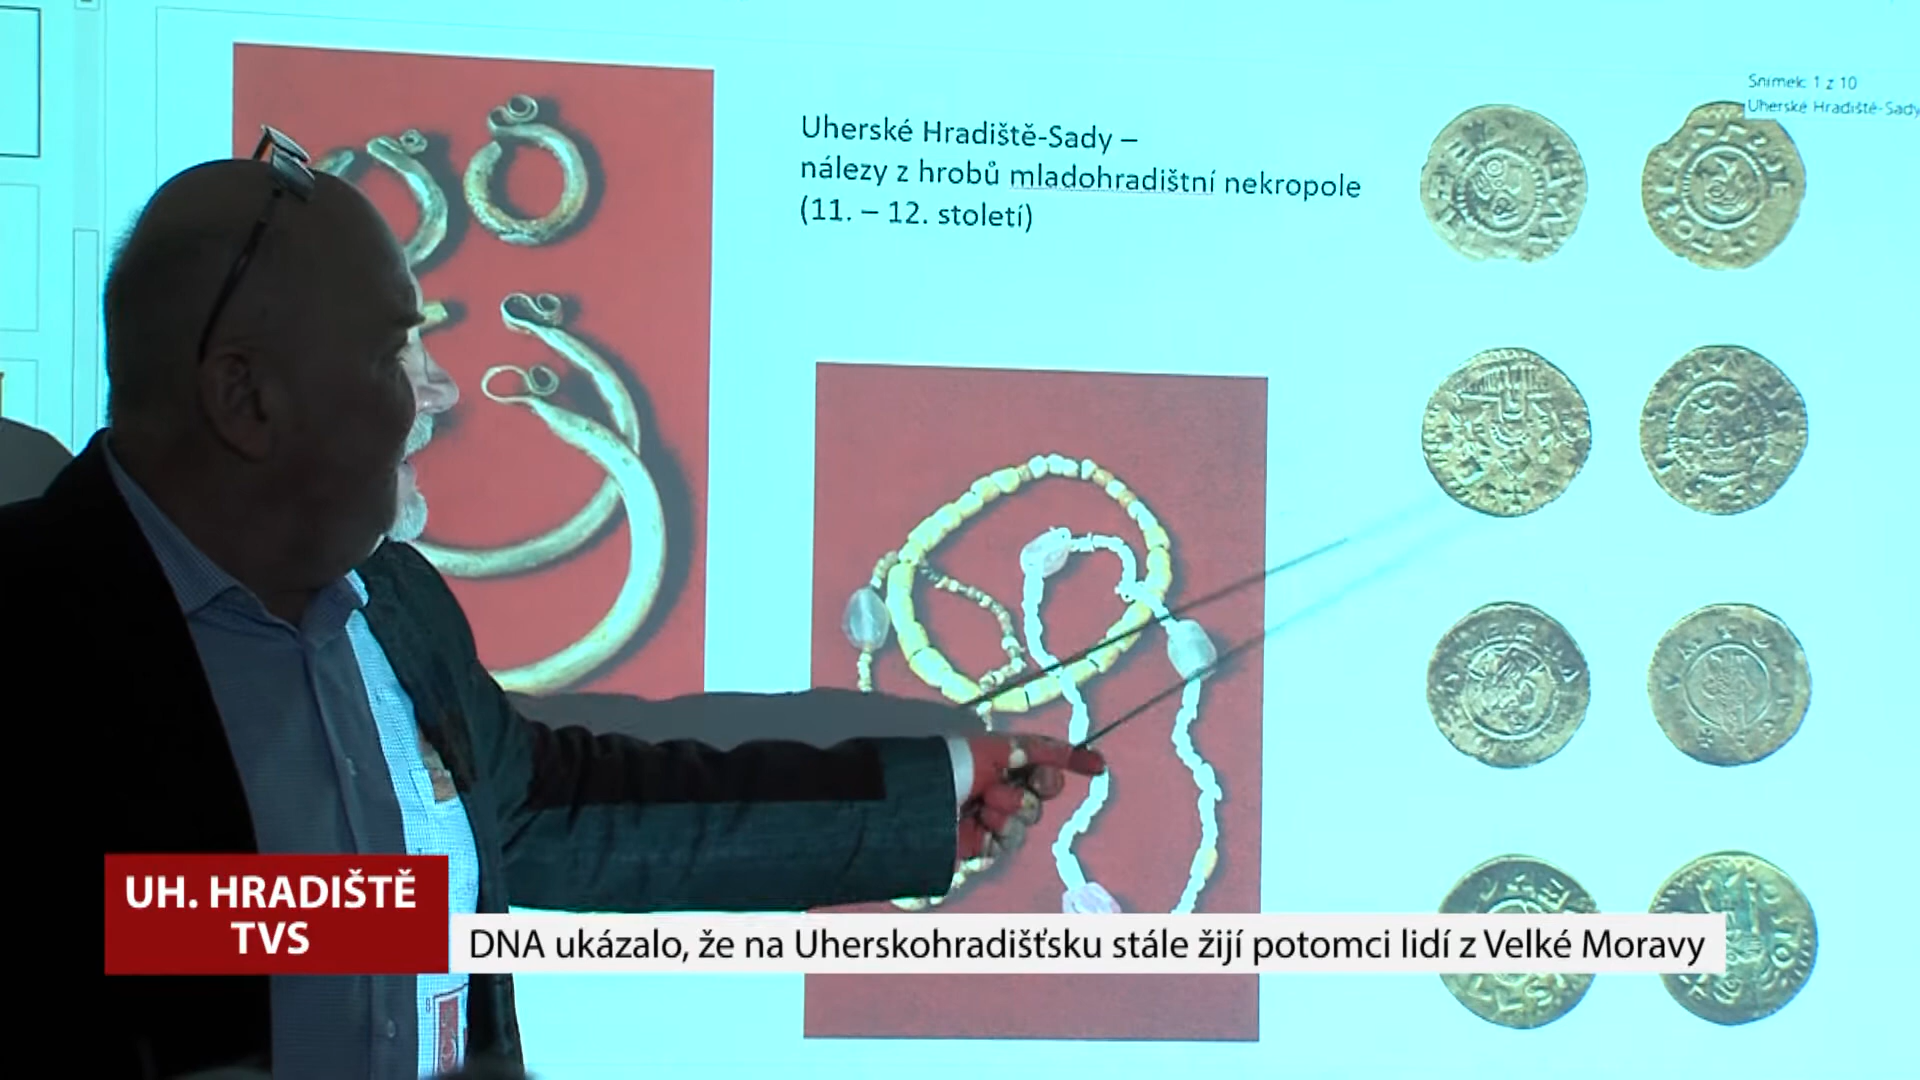 Snímek: 1 z 10
Uherské Hradiště-Sady
Uherské Hradiště-Sady –
nálezy z hrobů mladohradištní nekropole
(11. – 12. století)
UH. HRADIŠTĚ
TVS
DNA ukázalo, že na Uherskohradišťsku stále žijí potomci lidí z Velké Moravy